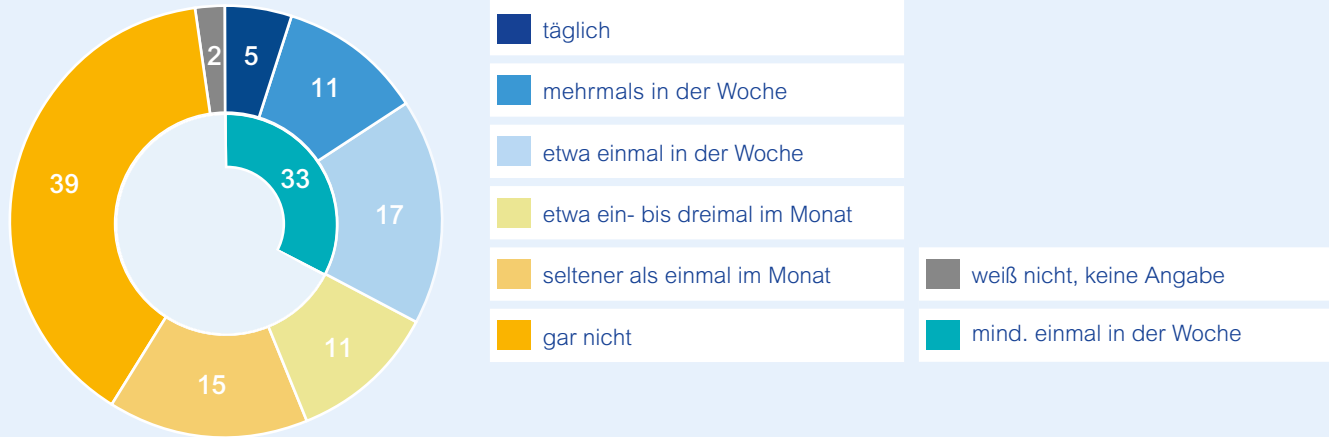 2
5
11
33
39
17
11
15
täglich
mehrmals in der Woche
etwa einmal in der Woche
etwa ein- bis dreimal im Monat
seltener als einmal im Monat
gar nicht
weiß nicht, keine Angabe
mind. einmal in der Woche